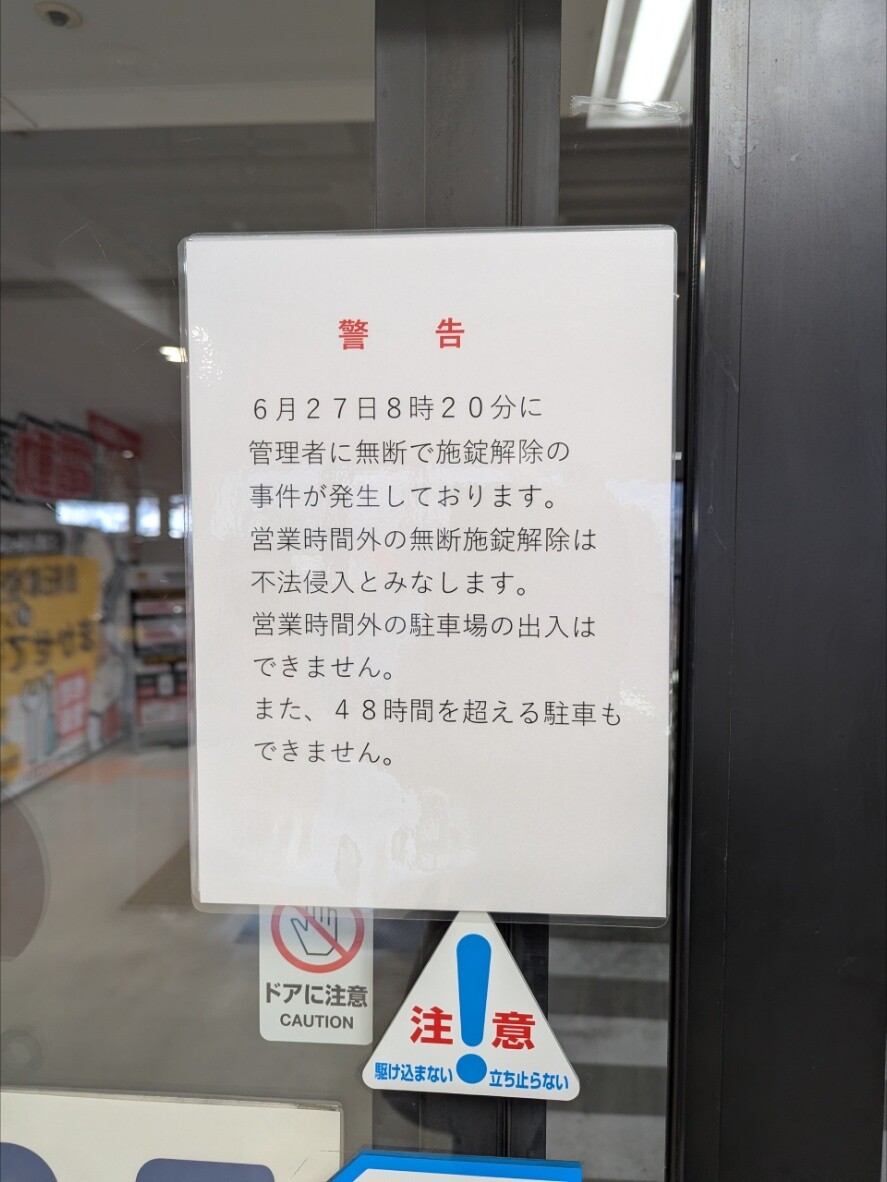 警 告
６月２７日８時２０分に
管理者に無断で施錠解除の
事件が発生しております。
営業時間外の無断施錠解除は
不法侵入とみなします。
営業時間外の駐車場の出入は
できません。
また、４８時間を超える駐車も
できません。
ドアに注意
CAUTION
注!意
駆け込まない 立ち止らない